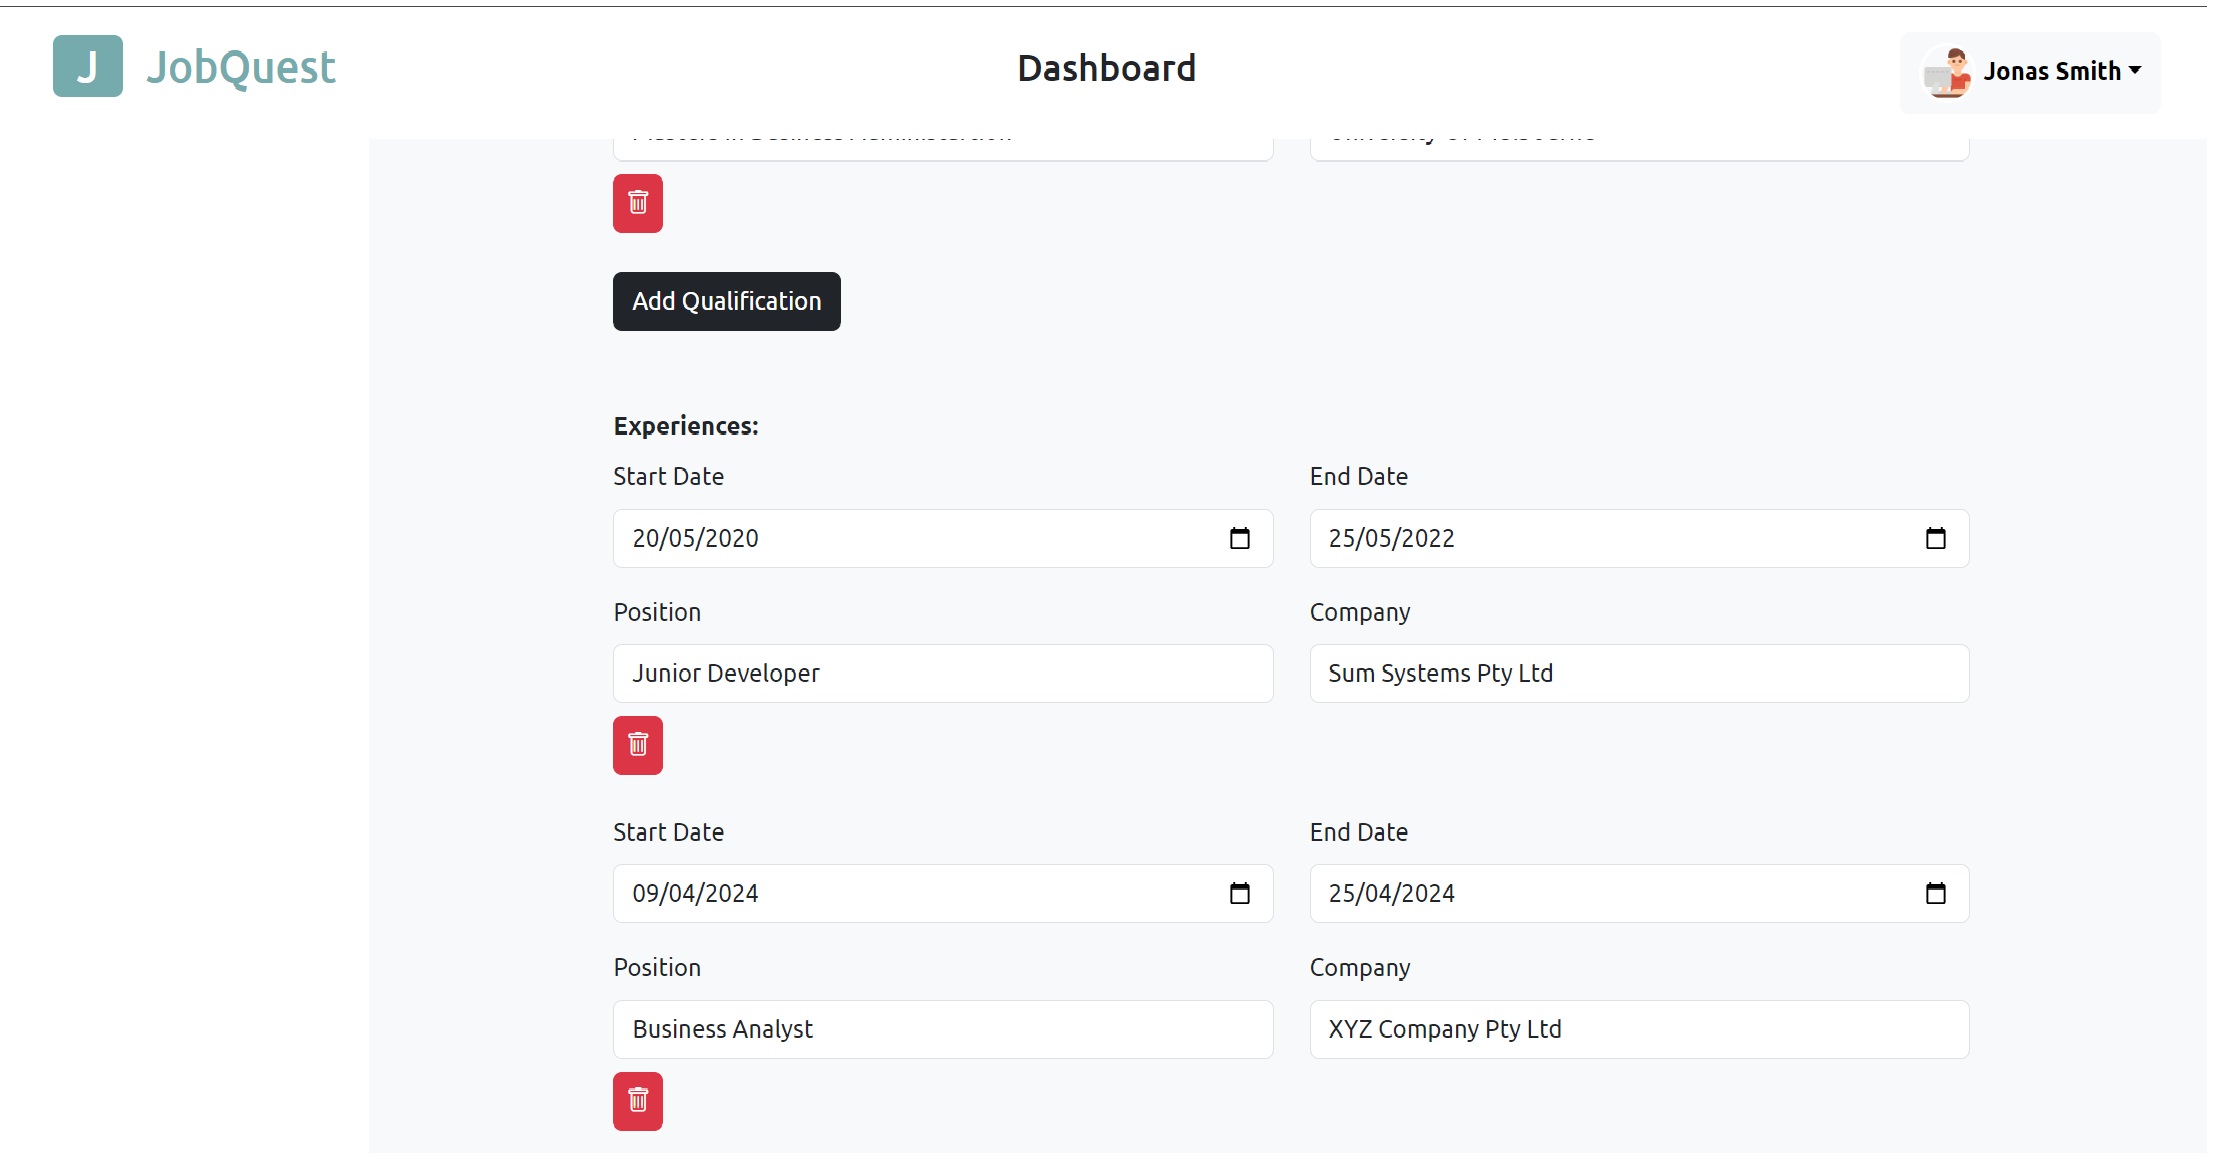 J JobQuest
Dashboard
Jonas Smith
Add Qualification
Experiences:
Start Date
End Date
20/05/2020
25/05/2022
Position
Company
Junior Developer
Sum Systems Pty Ltd
Start Date
End Date
09/04/2024
25/04/2024
Position
Company
Business Analyst
XYZ Company Pty Ltd